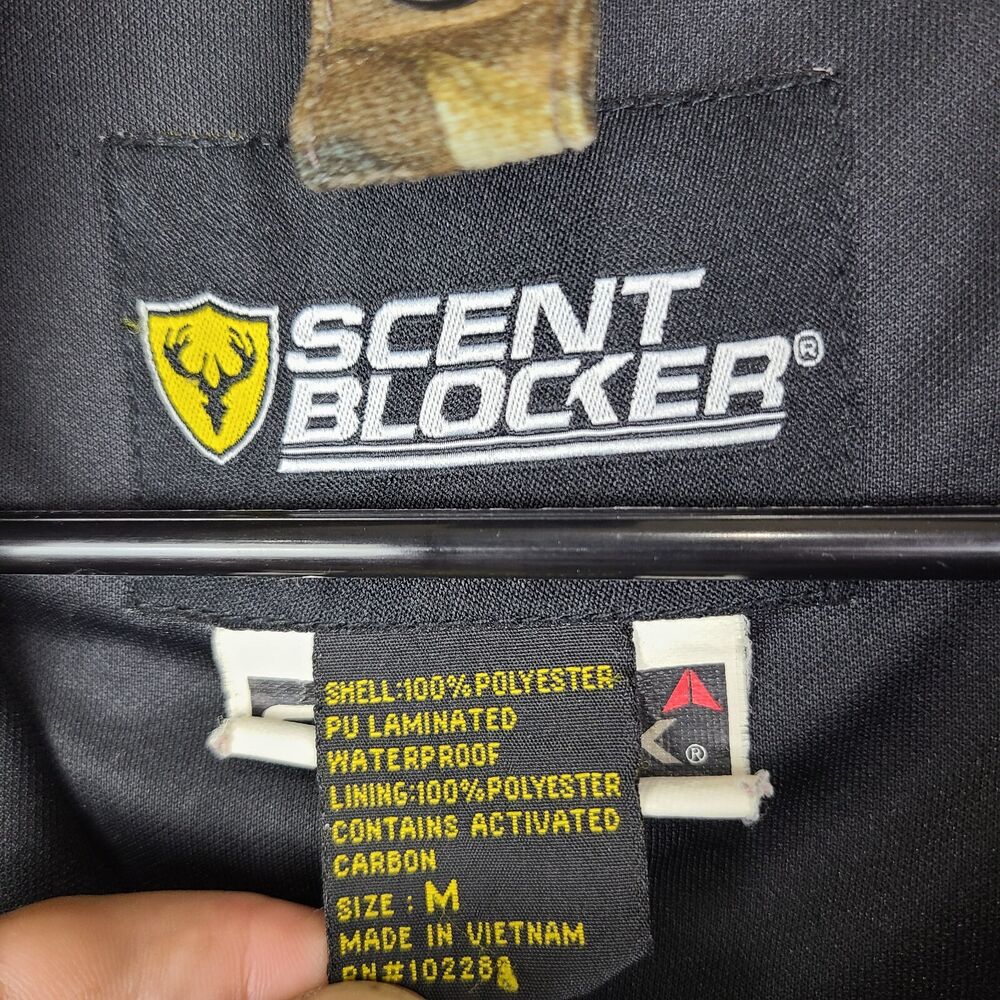 SCENT
BLOCKER®
SHELL:100%POLYESTER
PU LAMINATED
WATERPROOF
LINING:100%POLYESTER
CONTAINS ACTIVATED
CARBON
SIZE : M
MADE IN VIETNAM
®